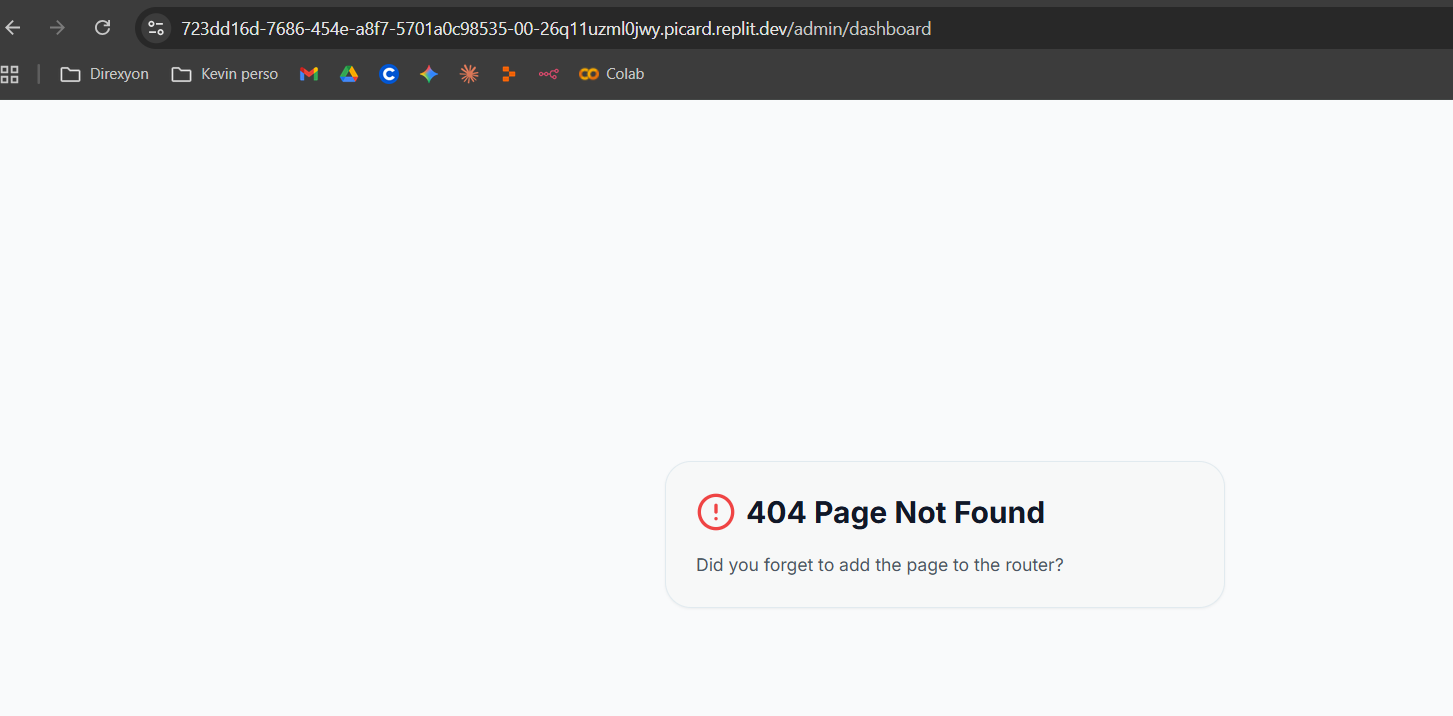 723dd16d-7686-454e-a8f7-5701a0c98535-00-26q11uzml0jwy.picard.replit.dev/admin/dashboard
Direxyon Kevin perso Colab
404 Page Not Found
Did you forget to add the page to the router?